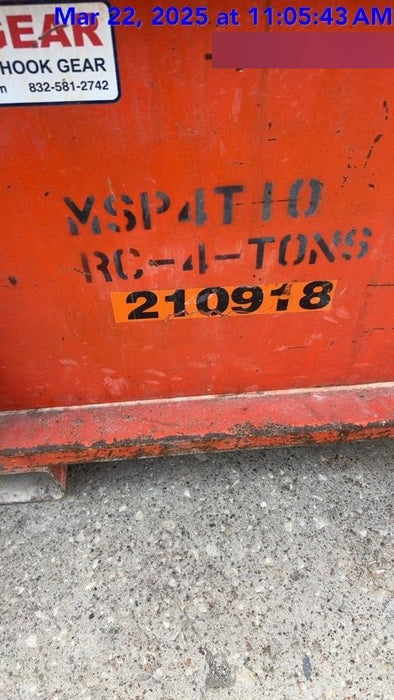 Mar 22, 2025 at 11:05:43 AM
GEAR
HOOK GEAR
832-581-2742
MSP4T10
RC-4-TONS
210918